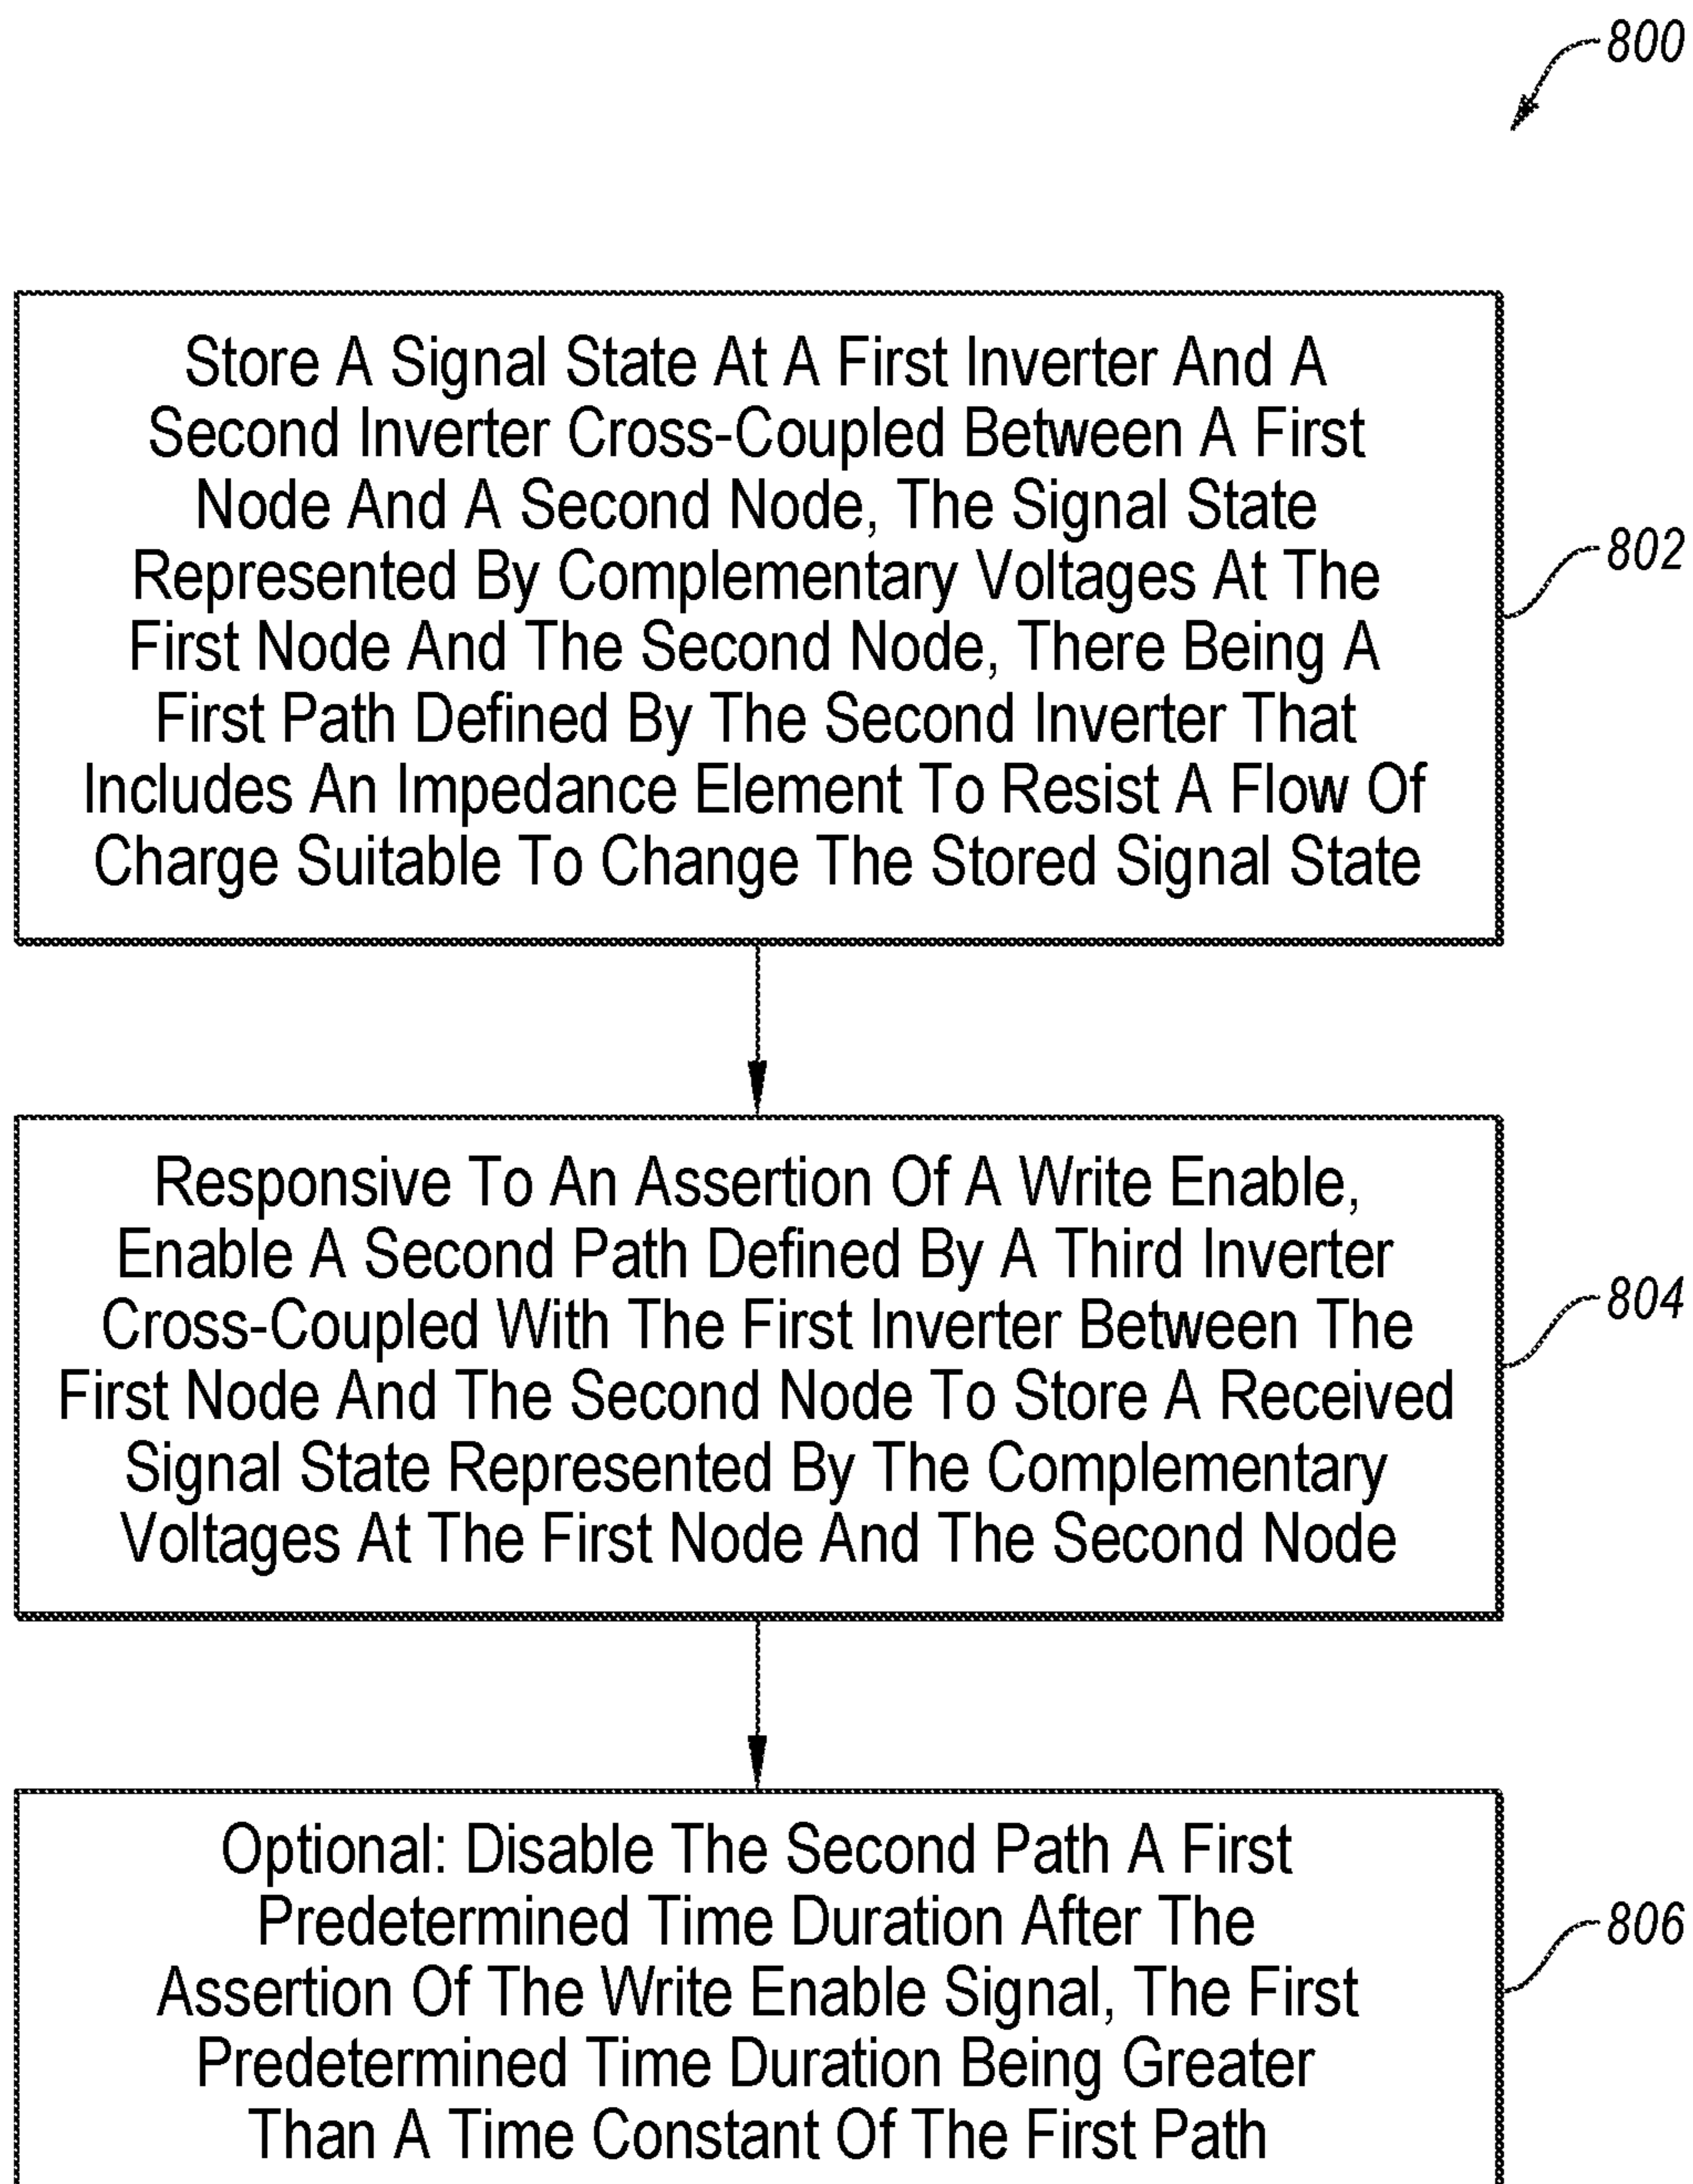 800
Store A Signal State At A First Inverter And A
Second Inverter Cross-Coupled Between A First
Node And A Second Node, The Signal State
Represented By Complementary Voltages At The
First Node And The Second Node, There Being A
First Path Defined By The Second Inverter That
Includes An Impedance Element To Resist A Flow Of
Charge Suitable To Change The Stored Signal State
802
Responsive To An Assertion Of A Write Enable,
Enable A Second Path Defined By A Third Inverter
Cross-Coupled With The First Inverter Between The
First Node And The Second Node To Store A Received
Signal State Represented By The Complementary
Voltages At The First Node And The Second Node
804
Optional: Disable The Second Path A First
Predetermined Time Duration After The
Assertion Of The Write Enable Signal, The First
Predetermined Time Duration Being Greater
Than A Time Constant Of The First Path
806